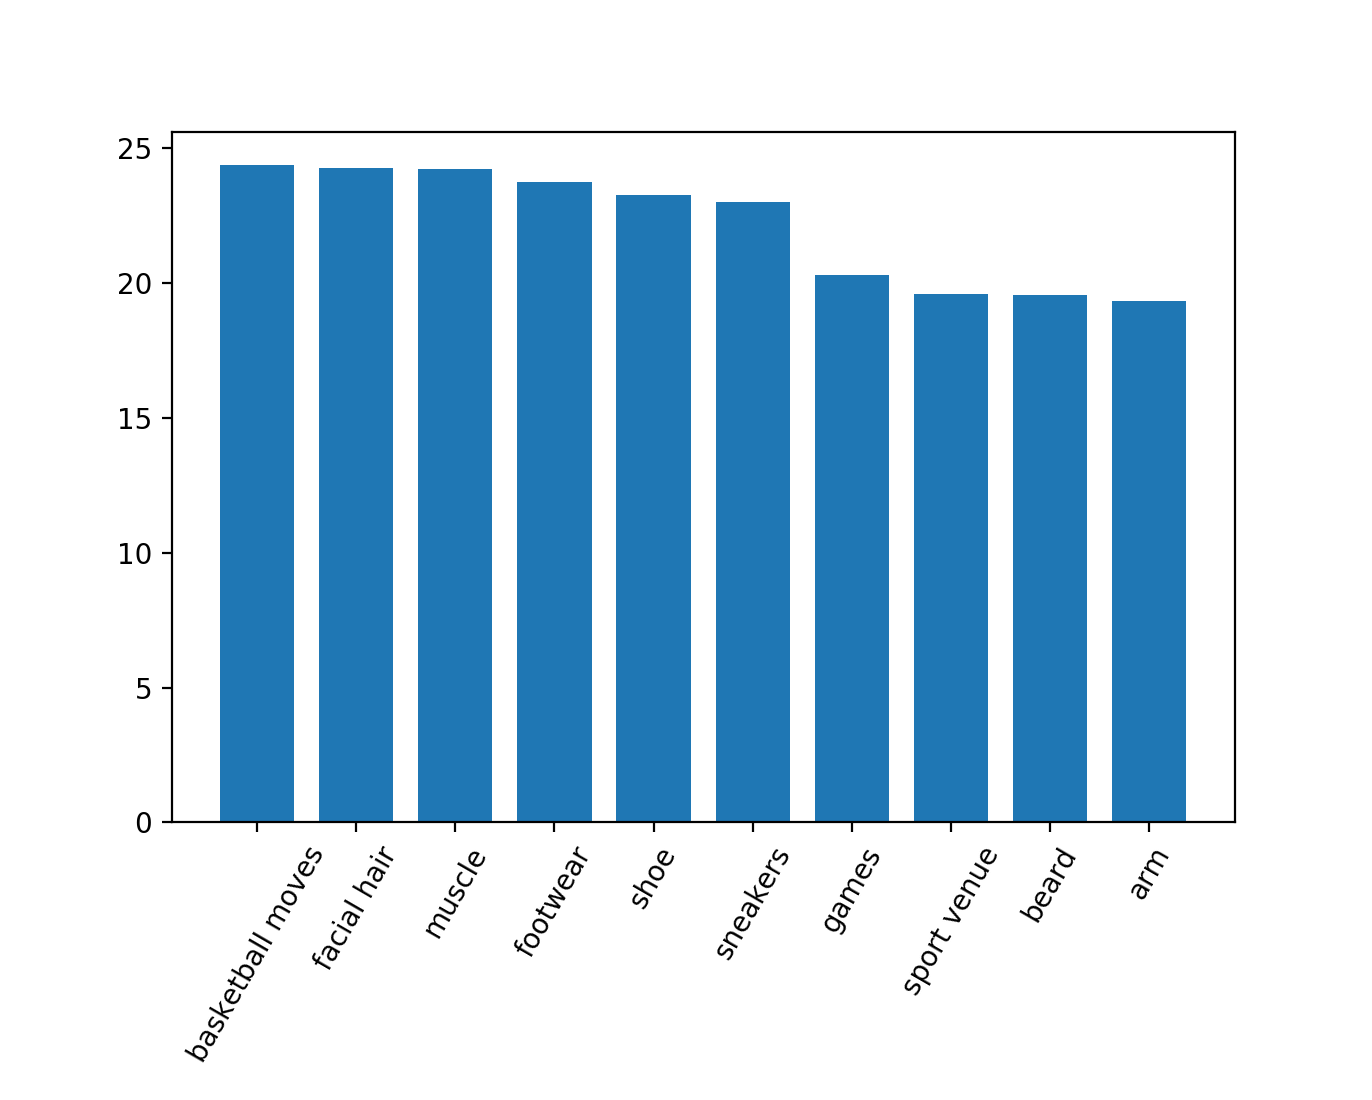 25
20
15
10
5
0
basketball moves
facial hair
muscle
footwear
shoe
sneakers
games
sport venue
beard
arm